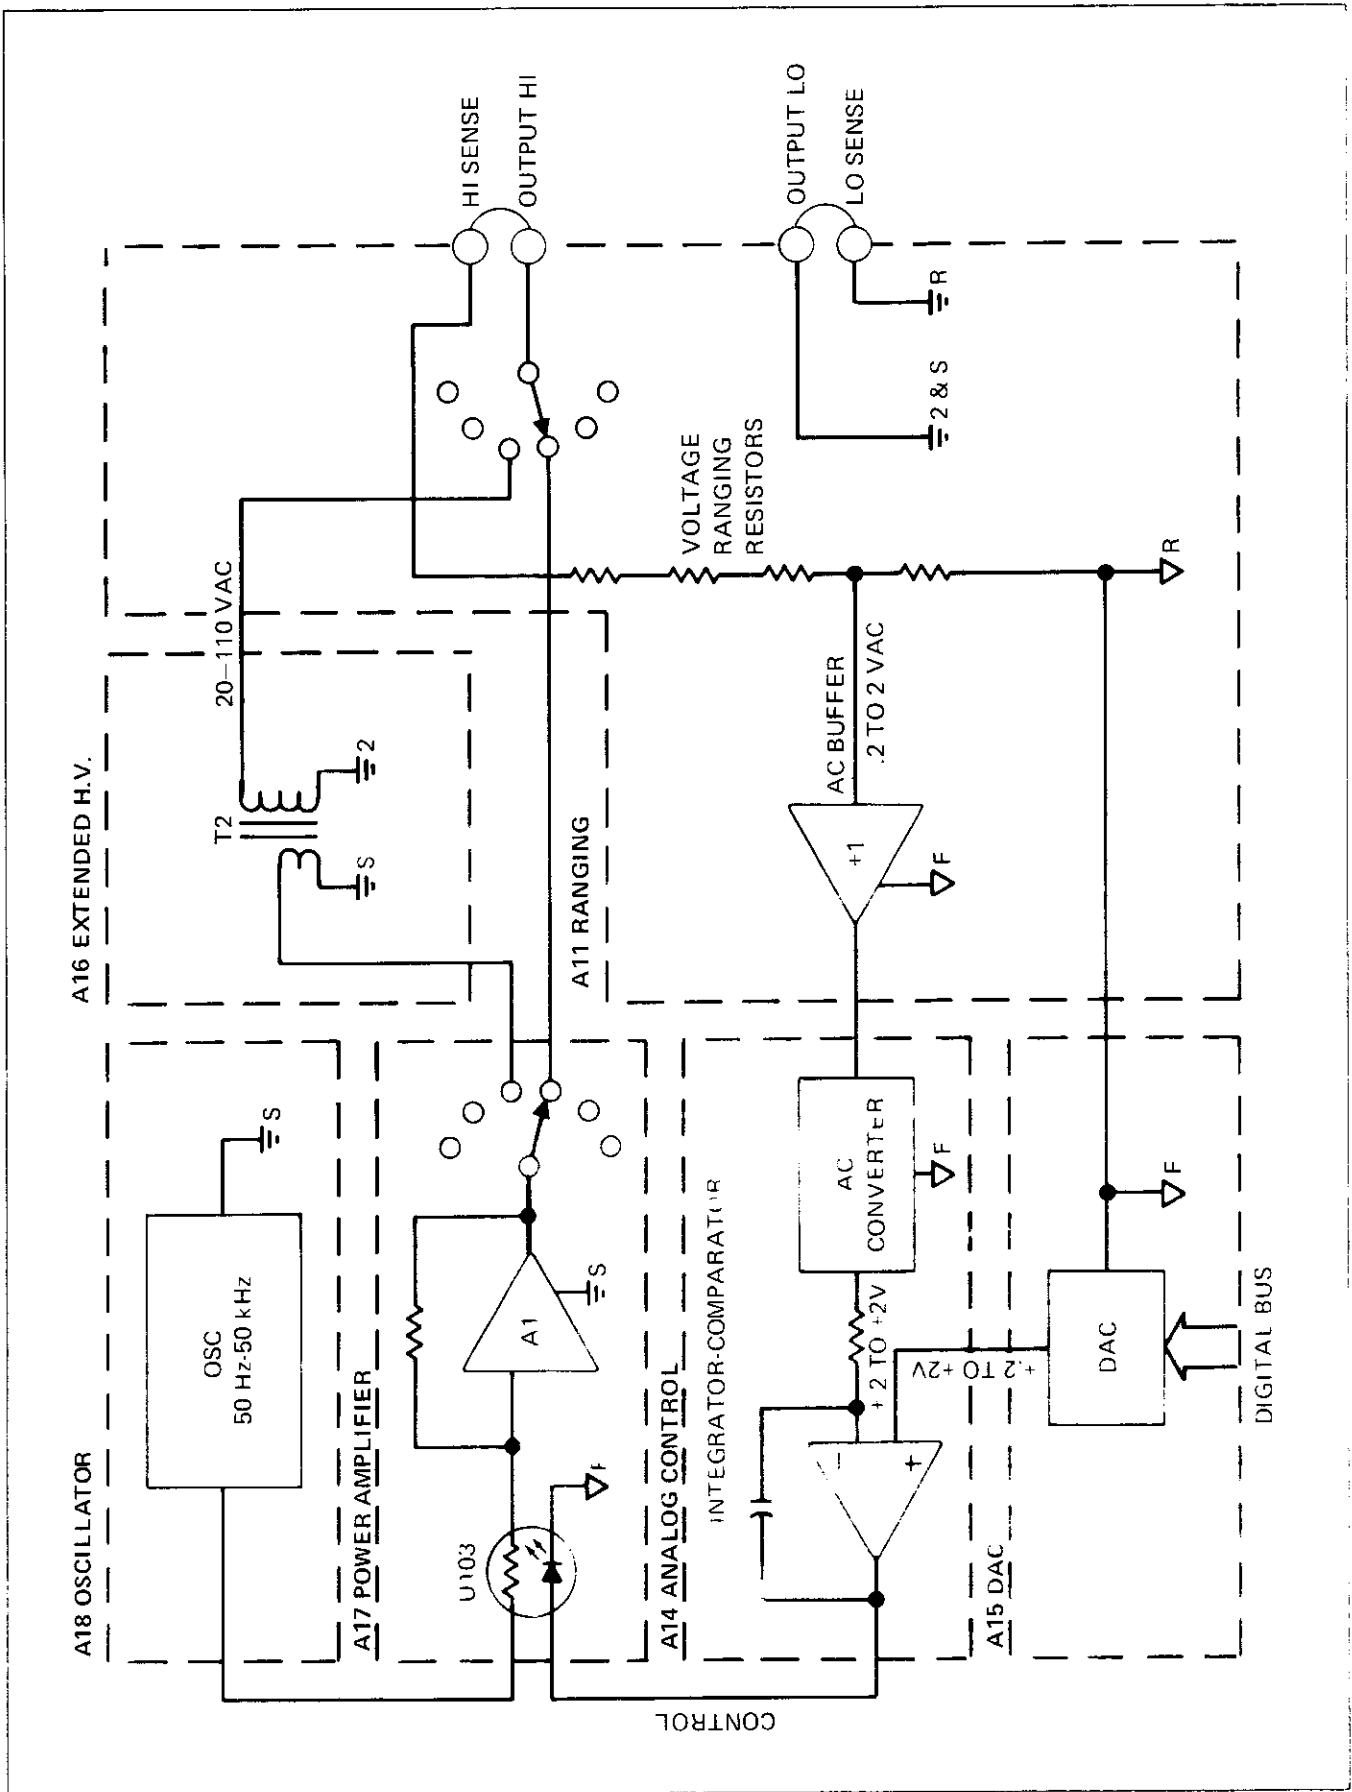 A18 OSCILLATOR
OSC
50 Hz-50 kHz
S
A16 EXTENDED H.V.
T2
S
2
20–110 VAC
HI SENSE
OUTPUT HI
A17 POWER AMPLIFIER
U103
A1
S
A11 RANGING
VOLTAGE
RANGING
RESISTORS
OUTPUT LO
LO SENSE
2 & S
R
CONTROL
A14 ANALOG CONTROL
INTEGRATOR-COMPARATOR
−
+
+ 2 TO +2V
AC
CONVERTER
F
+1
F
AC BUFFER
.2 TO 2 VAC
A15 DAC
+.2 TO +2V
DAC
F
R
DIGITAL BUS